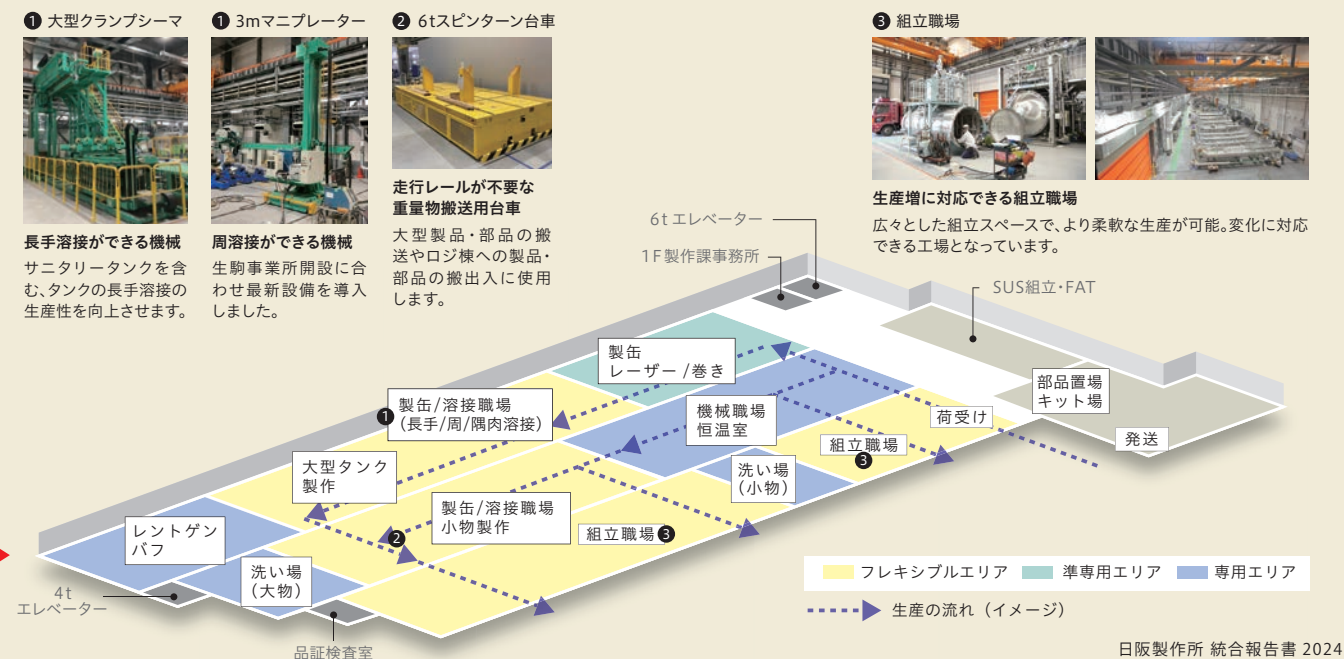 ❶ 大型クランプシーマ
❶ 3mマニプレーター
❷ 6tスピンターン台車
❸ 組立職場
長手溶接ができる機械
サニタリータンクを含
む、タンクの長手溶接の
生産性を向上させます。
周溶接ができる機械
生駒事業所開設に合
わせ最新設備を導入
しました。
走行レールが不要な
重量物搬送用台車
大型製品・部品の搬
送やロジ棟への製品・
部品の搬出入に使用
します。
生産増に対応できる組立職場
広々とした組立スペースで、より柔軟な生産が可能。変化に対応
できる工場となっています。
6tエレベーター
1F製作課事務所
SUS組立・FAT
製缶
レーザー/巻き
部品置場
キット場
❶
製缶/溶接職場
(長手/周/隅肉溶接)
機械職場
恒温室
荷受け
発送
組立職場
❸
大型タンク
製作
洗い場
(小物)
製缶/溶接職場
小物製作
❷
組立職場❸
レントゲン
バフ
洗い場
(大物)
4t
エレベーター
品証検査室
フレキシブルエリア 準専用エリア 専用エリア
生産の流れ（イメージ）
日阪製作所 統合報告書 2024